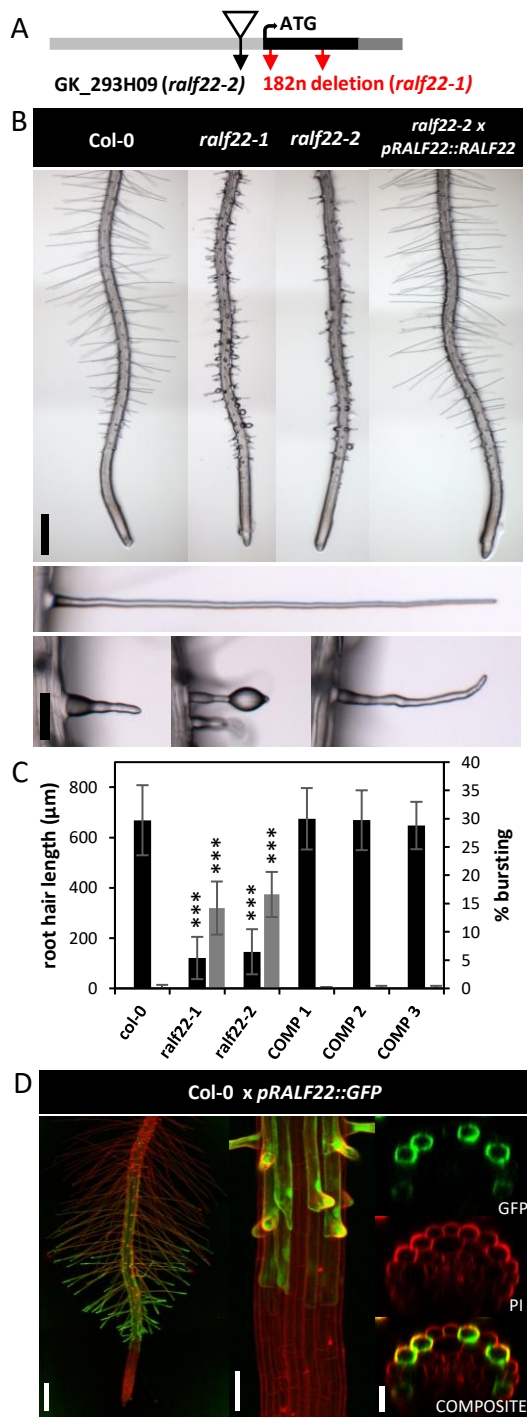 A
ATG
GK_293H09 (ralf22-2)
182n deletion (ralf22-1)
B
Col-0
ralf22-1
ralf22-2
ralf22-2 x
pRALF22::RALF22
C
800
600
400
200
0
root hair length (µm)
***
***
***
***
40
35
30
25
20
15
10
5
0
% bursting
col-0
ralf22-1
ralf22-2
COMP 1
COMP 2
COMP 3
D
Col-0 x pRALF22::GFP
GFP
PI
COMPOSITE